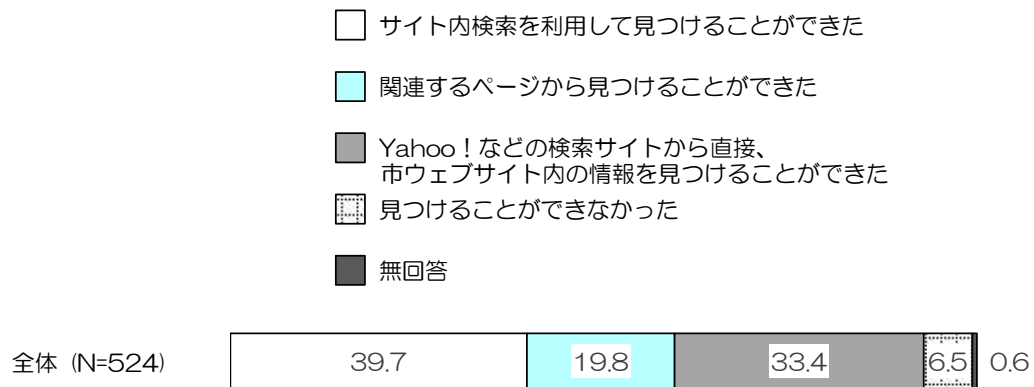 サイト内検索を利用して見つけることができた
関連するページから見つけることができた
Yahoo！などの検索サイトから直接、
市ウェブサイト内の情報を見つけることができた
見つけることができなかった
無回答
全体 (N=524) 39.7 19.8 33.4 6.5 0.6